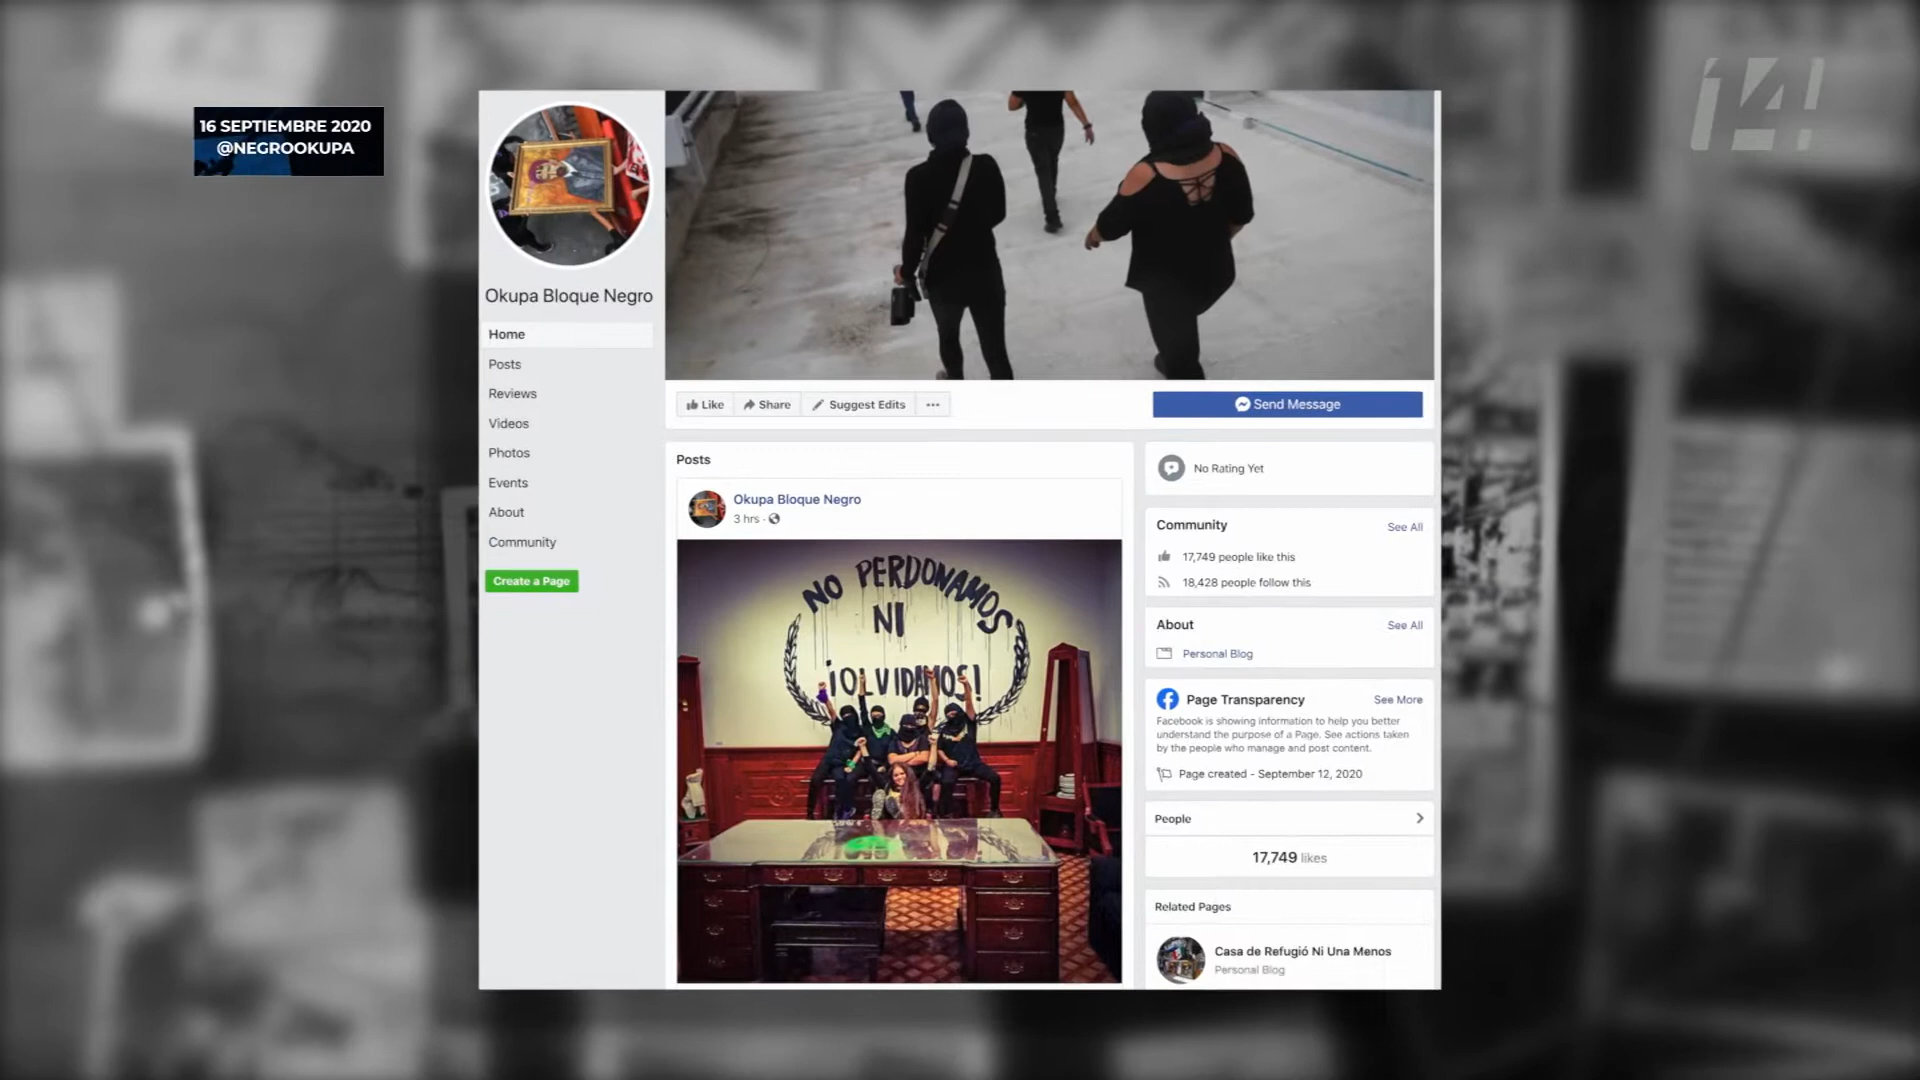 16 SEPTIEMBRE 2020
@NEGROOKUPA
14!
Okupa Bloque Negro
Home
Posts
Reviews
Videos
Photos
Events
About
Community
Create a Page
Like
Share
Suggest Edits
Send Message
Posts
Okupa Bloque Negro
3 hrs ·
NO PERDONAMOS
NI
¡OLVIDAMOS!
No Rating Yet
Community
See All
17,749 people like this
18,428 people follow this
About
See All
Personal Blog
Page Transparency
See More
Facebook is showing information to help you better
understand the purpose of a Page. See actions taken
by the people who manage and post content.
Page created - September 12, 2020
People
17,749 likes
Related Pages
Casa de Refugió Ni Una Menos
Personal Blog